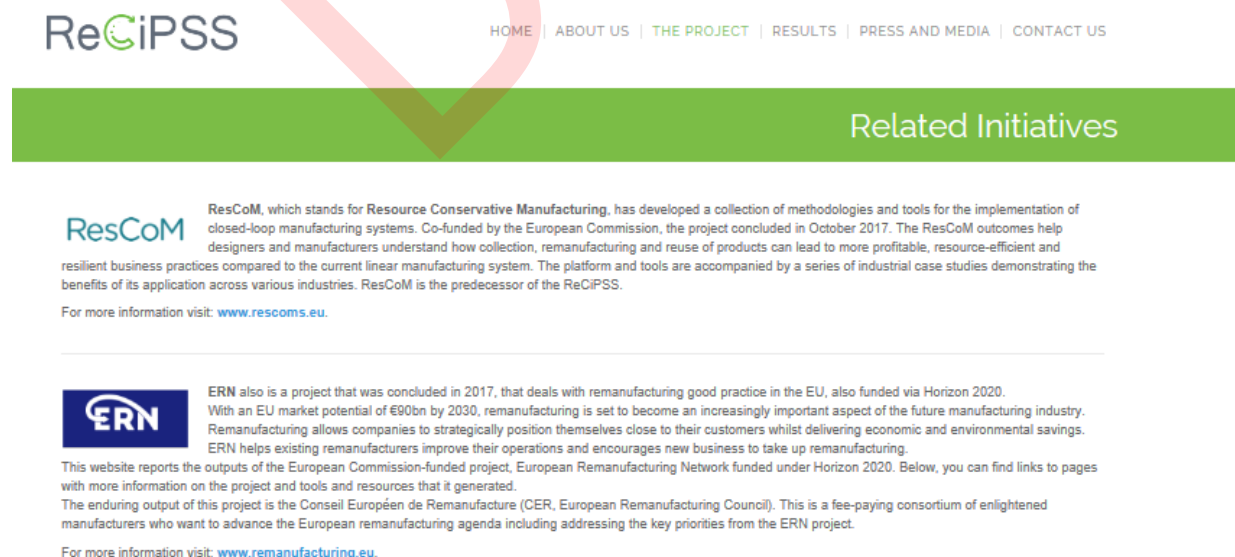 ReCiPSS
HOME | ABOUT US | THE PROJECT | RESULTS | PRESS AND MEDIA | CONTACT US
Related Initiatives
ResCoM
ResCoM, which stands for Resource Conservative Manufacturing, has developed a collection of methodologies and tools for the implementation of
closed-loop manufacturing systems. Co-funded by the European Commission, the project concluded in October 2017. The ResCoM outcomes help
designers and manufacturers understand how collection, remanufacturing and reuse of products can lead to more profitable, resource-efficient and
resilient business practices compared to the current linear manufacturing system. The platform and tools are accompanied by a series of industrial case studies demonstrating the
benefits of its application across various industries. ResCoM is the predecessor of the ReCiPSS.
For more information visit: www.rescoms.eu.
ERN
ERN also is a project that was concluded in 2017, that deals with remanufacturing good practice in the EU, also funded via Horizon 2020.
With an EU market potential of €90bn by 2030, remanufacturing is set to become an increasingly important aspect of the future manufacturing industry.
Remanufacturing allows companies to strategically position themselves close to their customers whilst delivering economic and environmental savings.
ERN helps existing remanufacturers improve their operations and encourages new business to take up remanufacturing.
This website reports the outputs of the European Commission-funded project, European Remanufacturing Network funded under Horizon 2020. Below, you can find links to pages
with more information on the project and tools and resources that it generated.
The enduring output of this project is the Conseil Européen de Remanufacture (CER, European Remanufacturing Council). This is a fee-paying consortium of enlightened
manufacturers who want to advance the European remanufacturing agenda including addressing the key priorities from the ERN project.
For more information visit: www.remanufacturing.eu.